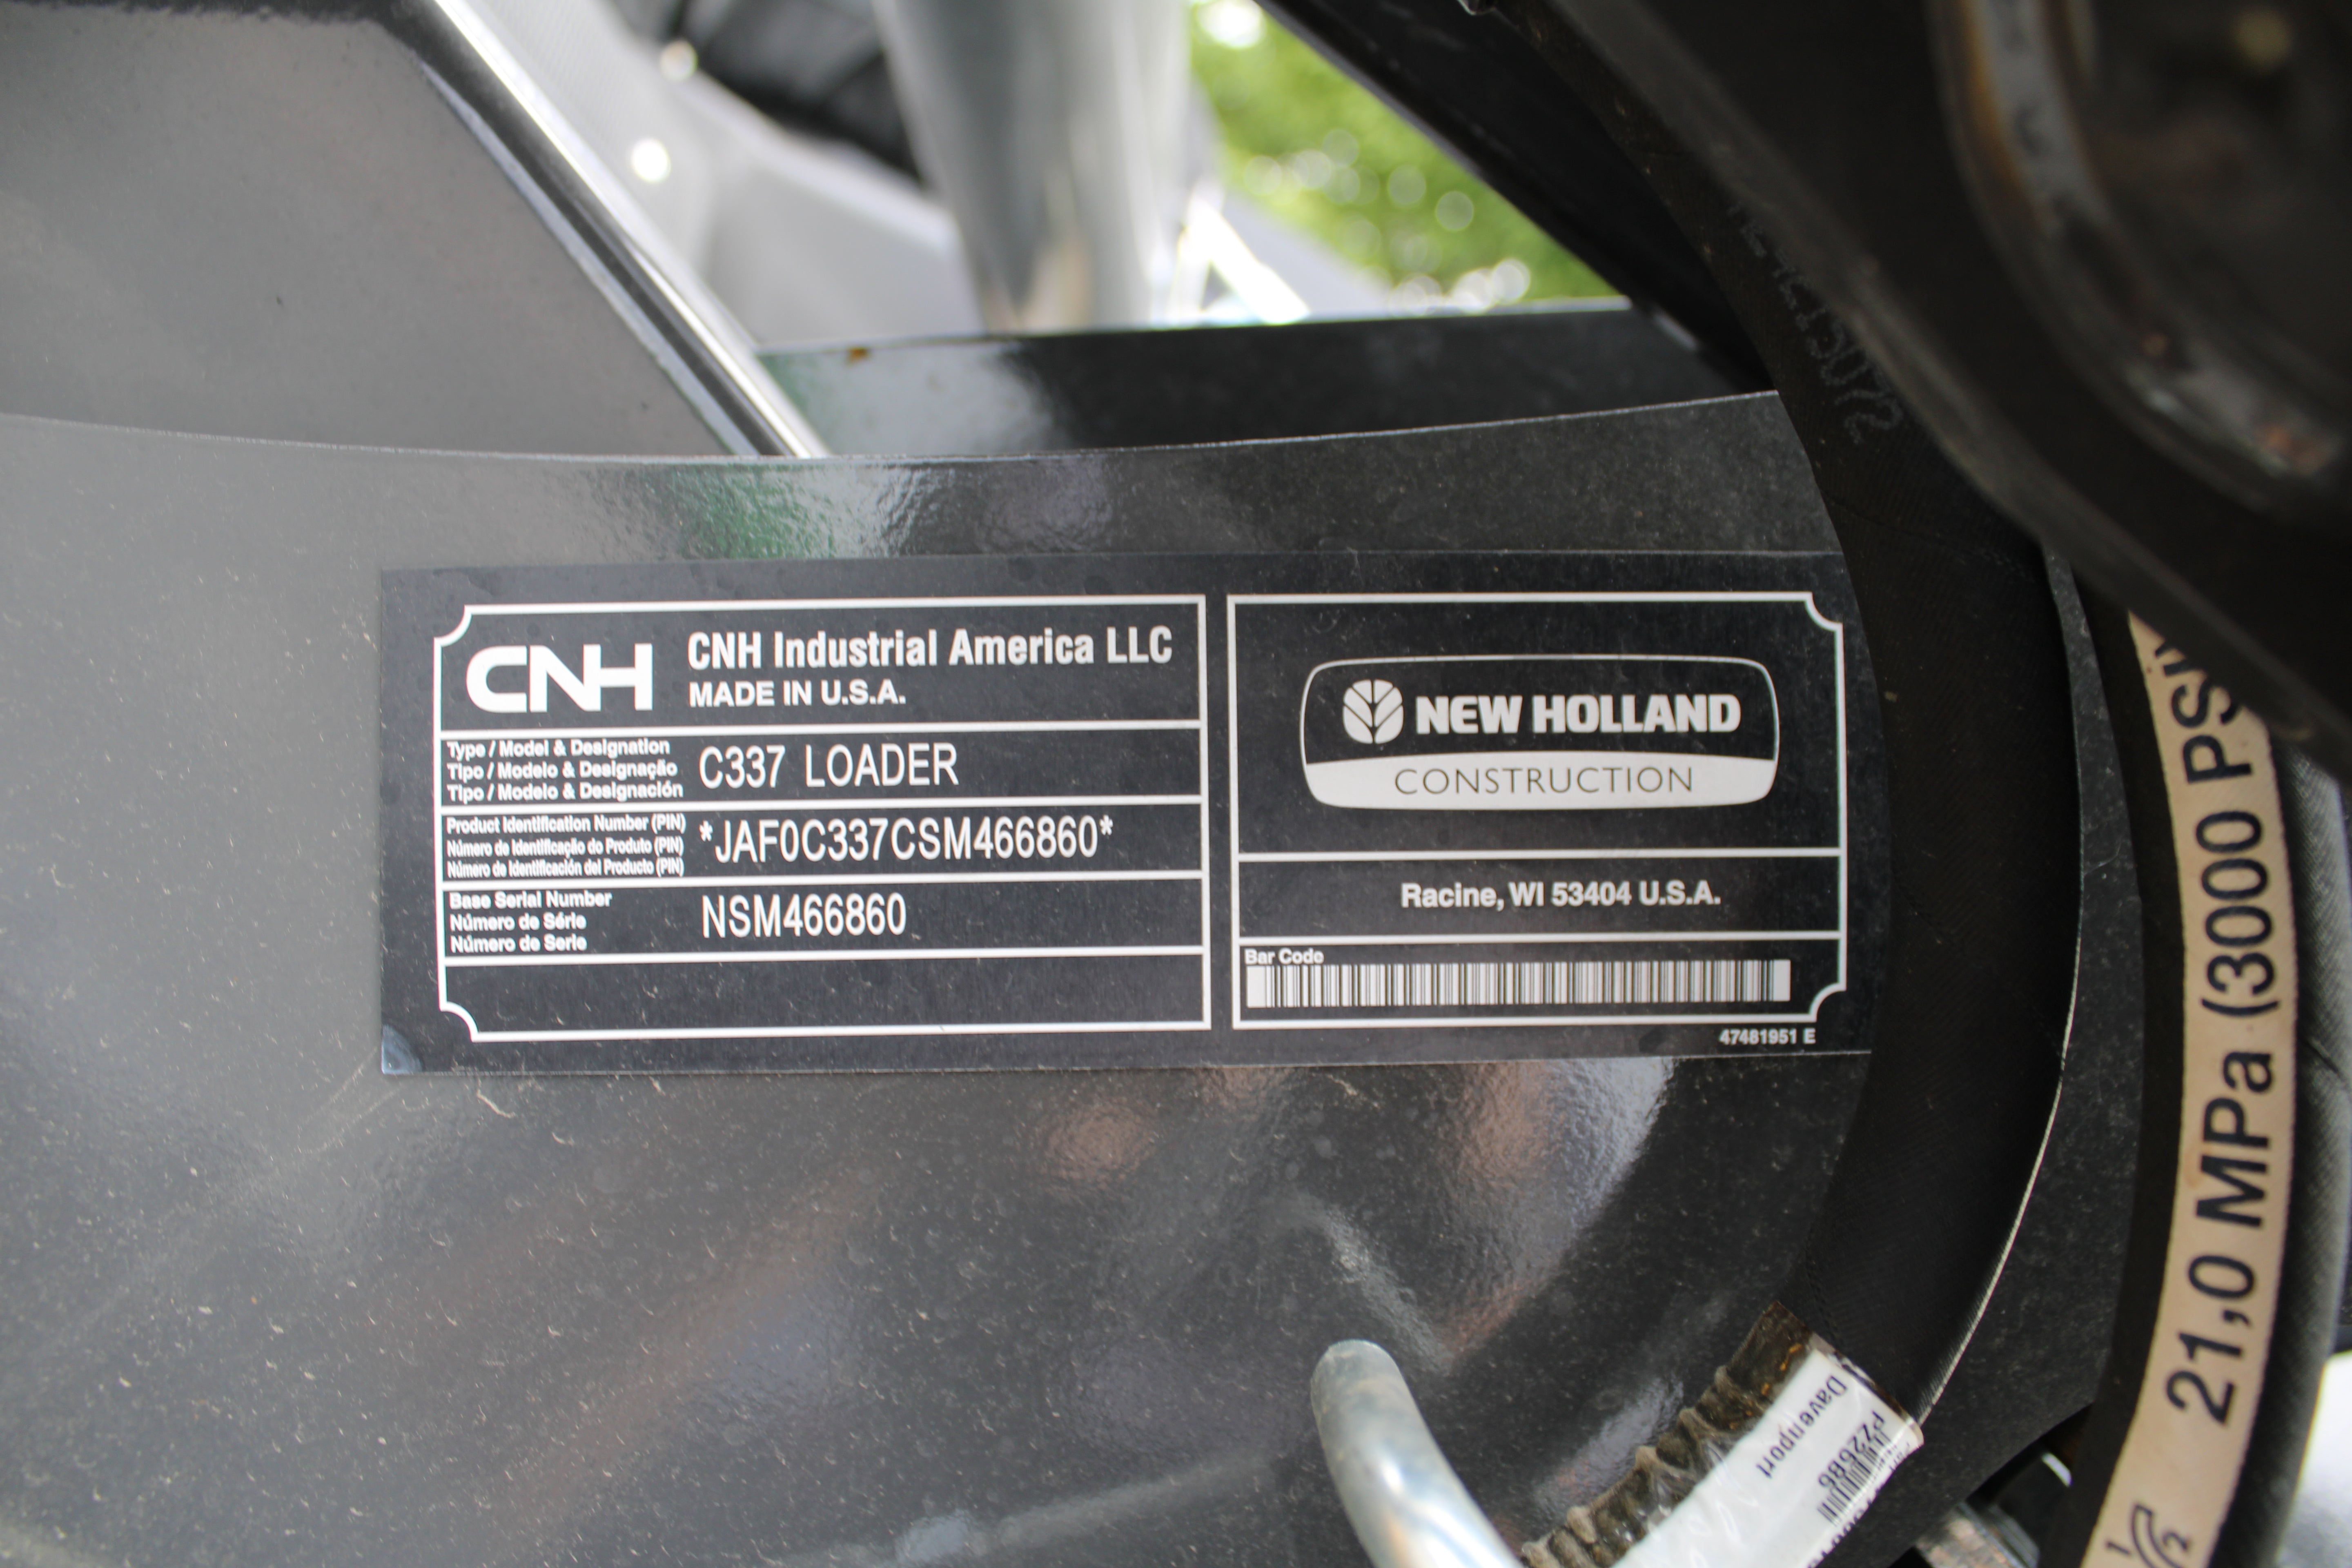 CNH
CNH Industrial America LLC
MADE IN U.S.A.
Type / Model & Designation
Tipo / Modelo & Designação
Tipo / Modelo & Designación
C337 LOADER
Product Identification Number (PIN)
Número de Identificação do Produto (PIN)
Número de Identificación del Producto (PIN)
*JAF0C337CSM466860*
Base Serial Number
Número de Série
Número de Serie
NSM466860
NEW HOLLAND
CONSTRUCTION
Racine, WI 53404 U.S.A.
Bar Code
47481951 E
1/2 21,0 MPa (3000 PSI
Davenport
P22686